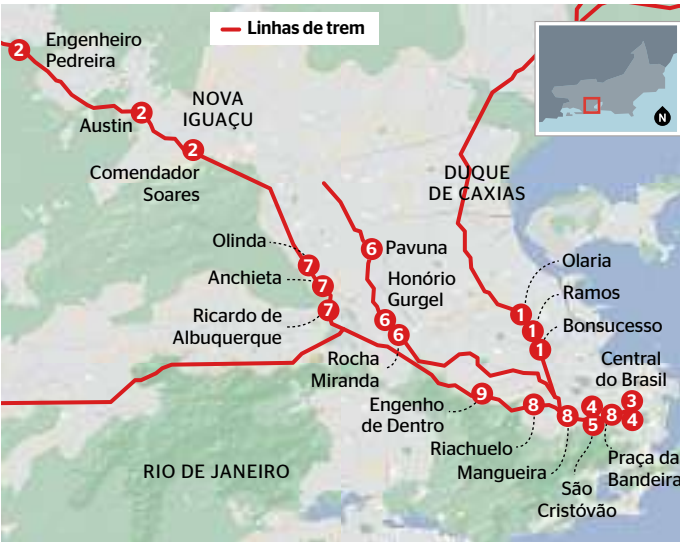 Linhas de trem
N
2
Engenheiro
Pedreira
2
Austin
NOVA
IGUAÇU
2
Comendador
Soares
DUQUE
DE CAXIAS
Olinda
7
Anchieta
7
Ricardo de
Albuquerque
7
6
Pavuna
Honório
Gurgel
6
6
Rocha
Miranda
1
Olaria
1
Ramos
1
Bonsucesso
Central
do Brasil
3
4
9
Engenho
de Dentro
8
Riachuelo
8
Mangueira
4
5
São
Cristóvão
8
Praça da
Bandeira
RIO DE JANEIRO